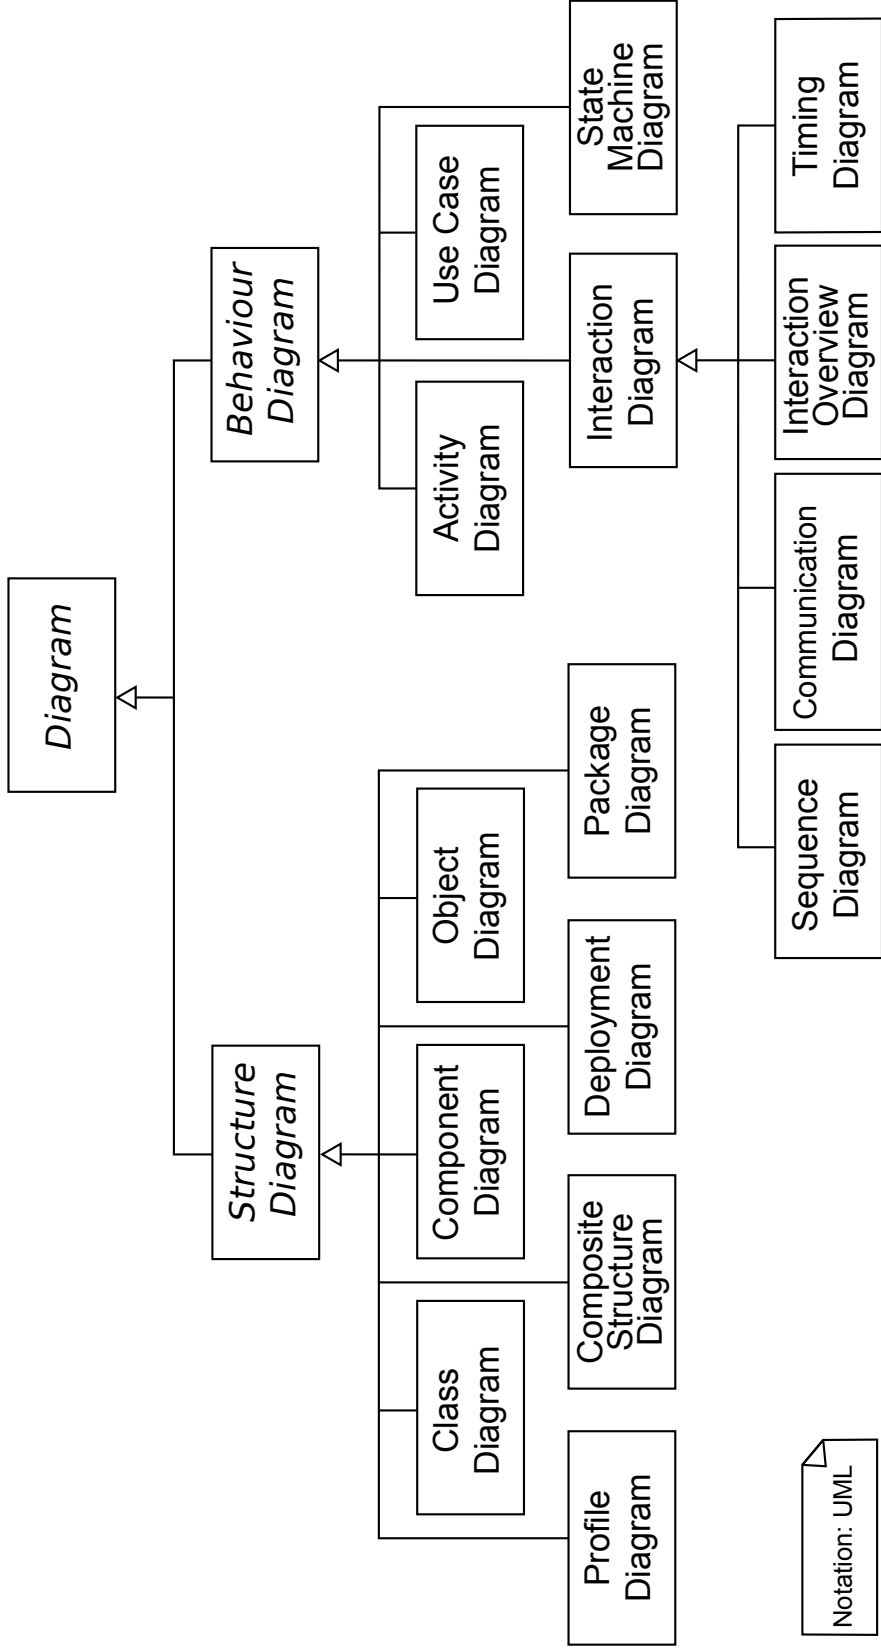 Diagram
Structure
Diagram
Behaviour
Diagram
Class
Diagram
Component
Diagram
Object
Diagram
Activity
Diagram
Use Case
Diagram
Profile
Diagram
Composite
Structure
Diagram
Deployment
Diagram
Package
Diagram
Interaction
Diagram
State
Machine
Diagram
Sequence
Diagram
Communication
Diagram
Interaction
Overview
Diagram
Timing
Diagram
Notation: UML